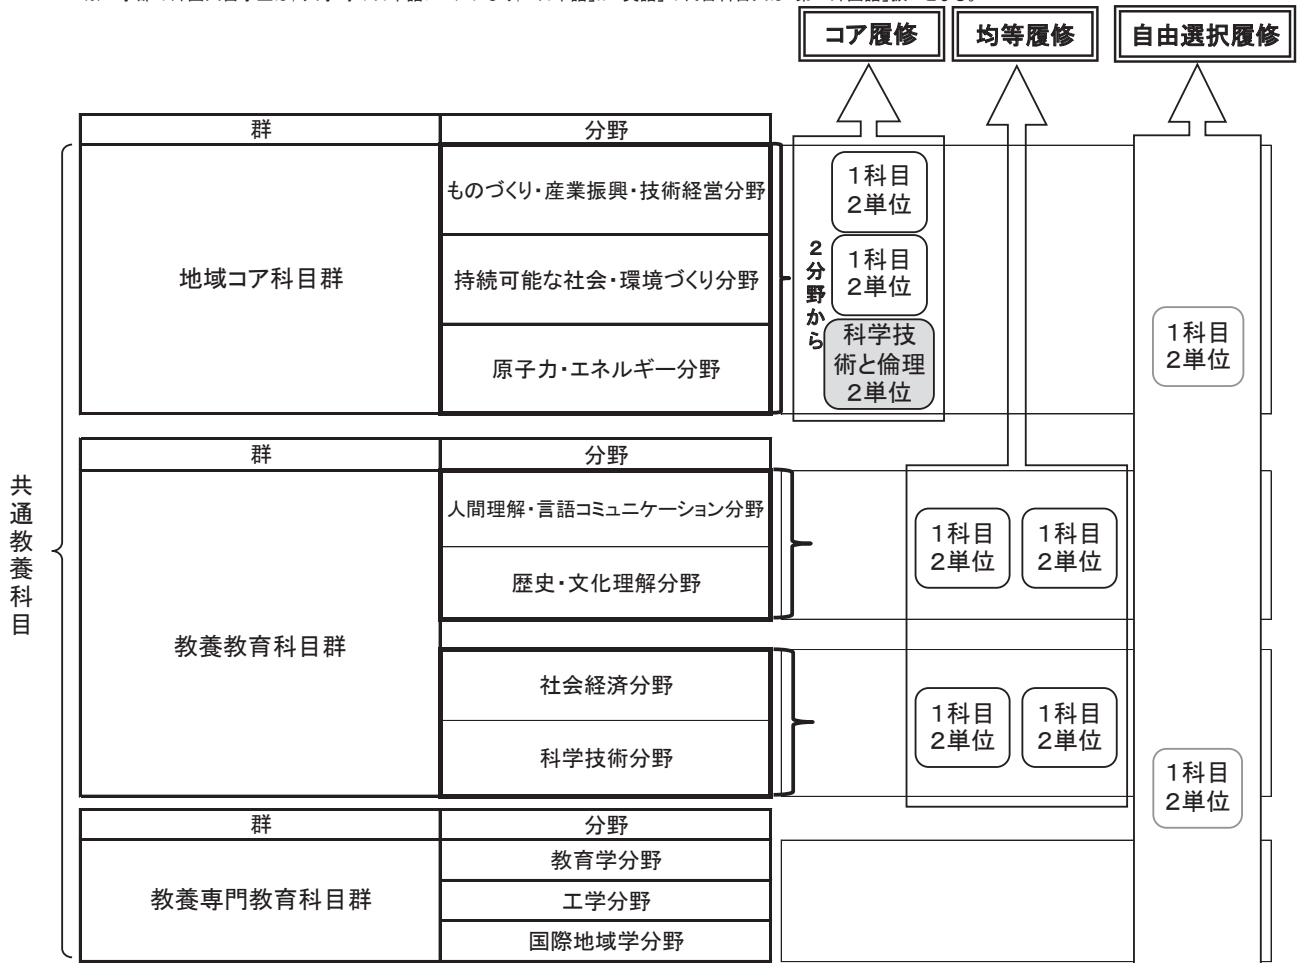 コア履修
均等履修
自由選択履修
群
分野
ものづくり・産業振興・技術経営分野
地域コア科目群
持続可能な社会・環境づくり分野
原子力・エネルギー分野
2分野から
1科目
2単位
1科目
2単位
科学技
術と倫理
2単位
1科目
2単位
共通教養科目
群
分野
人間理解・言語コミュニケーション分野
歴史・文化理解分野
教養教育科目群
社会経済分野
科学技術分野
1科目
2単位
1科目
2単位
1科目
2単位
1科目
2単位
1科目
2単位
群
分野
教育学分野
教養専門教育科目群
工学分野
国際地域学分野